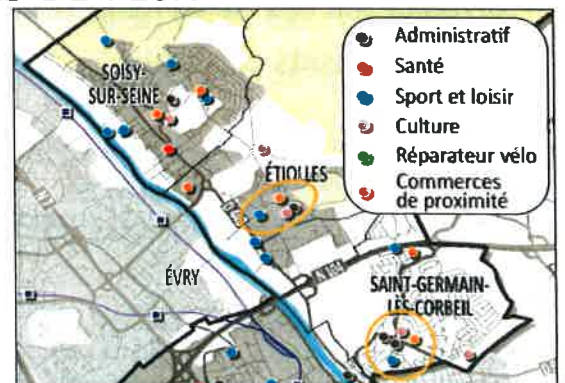 Administratif
Santé
Sport et loisir
Culture
Réparateur vélo
Commerces
de proximité
SOISY-
SUR-SEINE
ÉTIOLLES
ÉVRY
N 104
SAINT-GERMAIN-
LÈS-CORBEIL